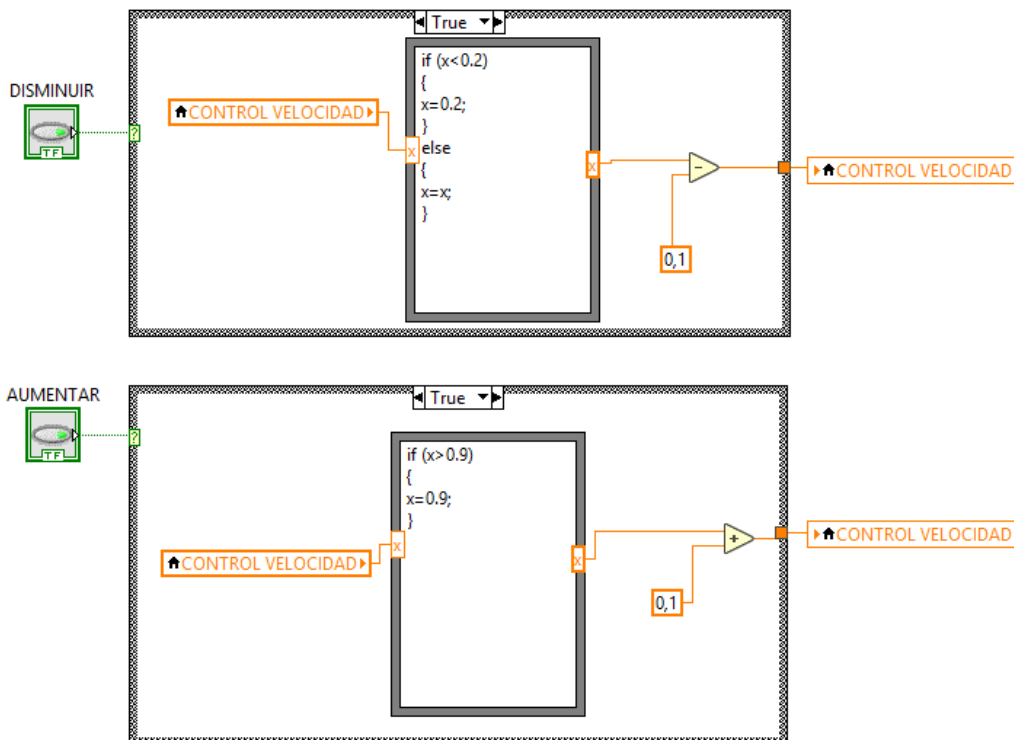 True
DISMINUIR
TF
?
CONTROL VELOCIDAD
if (x<0.2)
{
x=0.2;
}
else
{
x=x;
}
x
x
-
0,1
CONTROL VELOCIDAD
True
AUMENTAR
TF
?
if (x>0.9)
{
x=0.9;
}
x
x
CONTROL VELOCIDAD
+
0,1
CONTROL VELOCIDAD